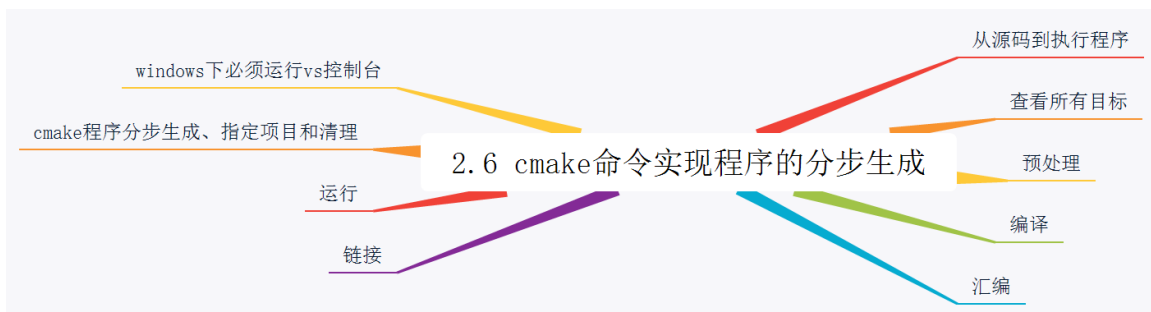 从源码到执行程序
windows下必须运行vs控制台
查看所有目标
cmake程序分步生成、指定项目和清理
2.6 cmake命令实现程序的分步生成
预处理
运行
编译
链接
汇编